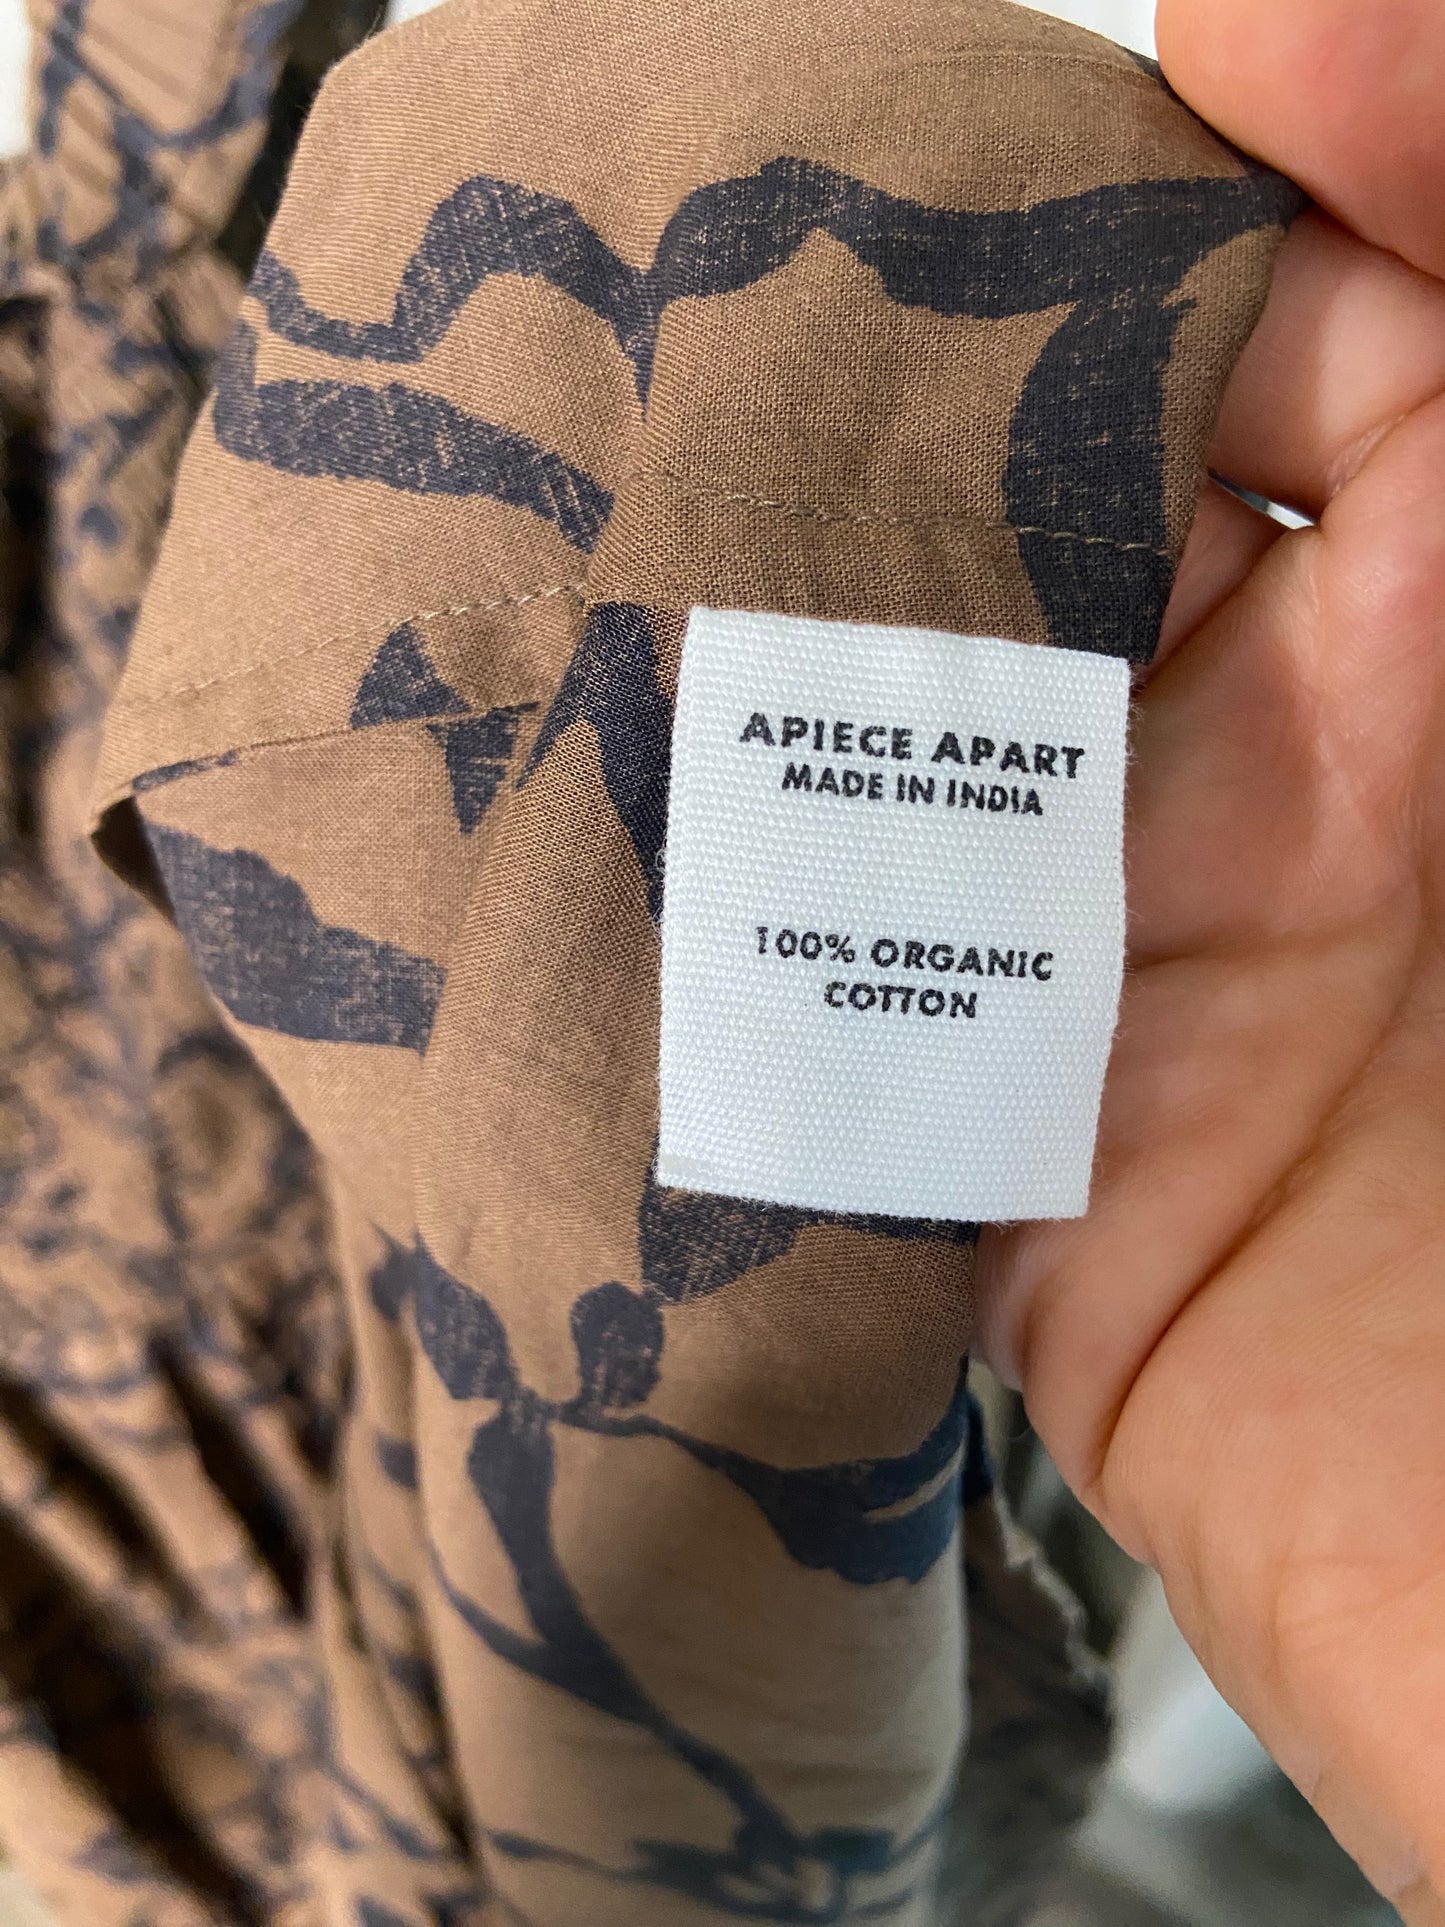 APIECE APART
MADE IN INDIA
100% ORGANIC
COTTON